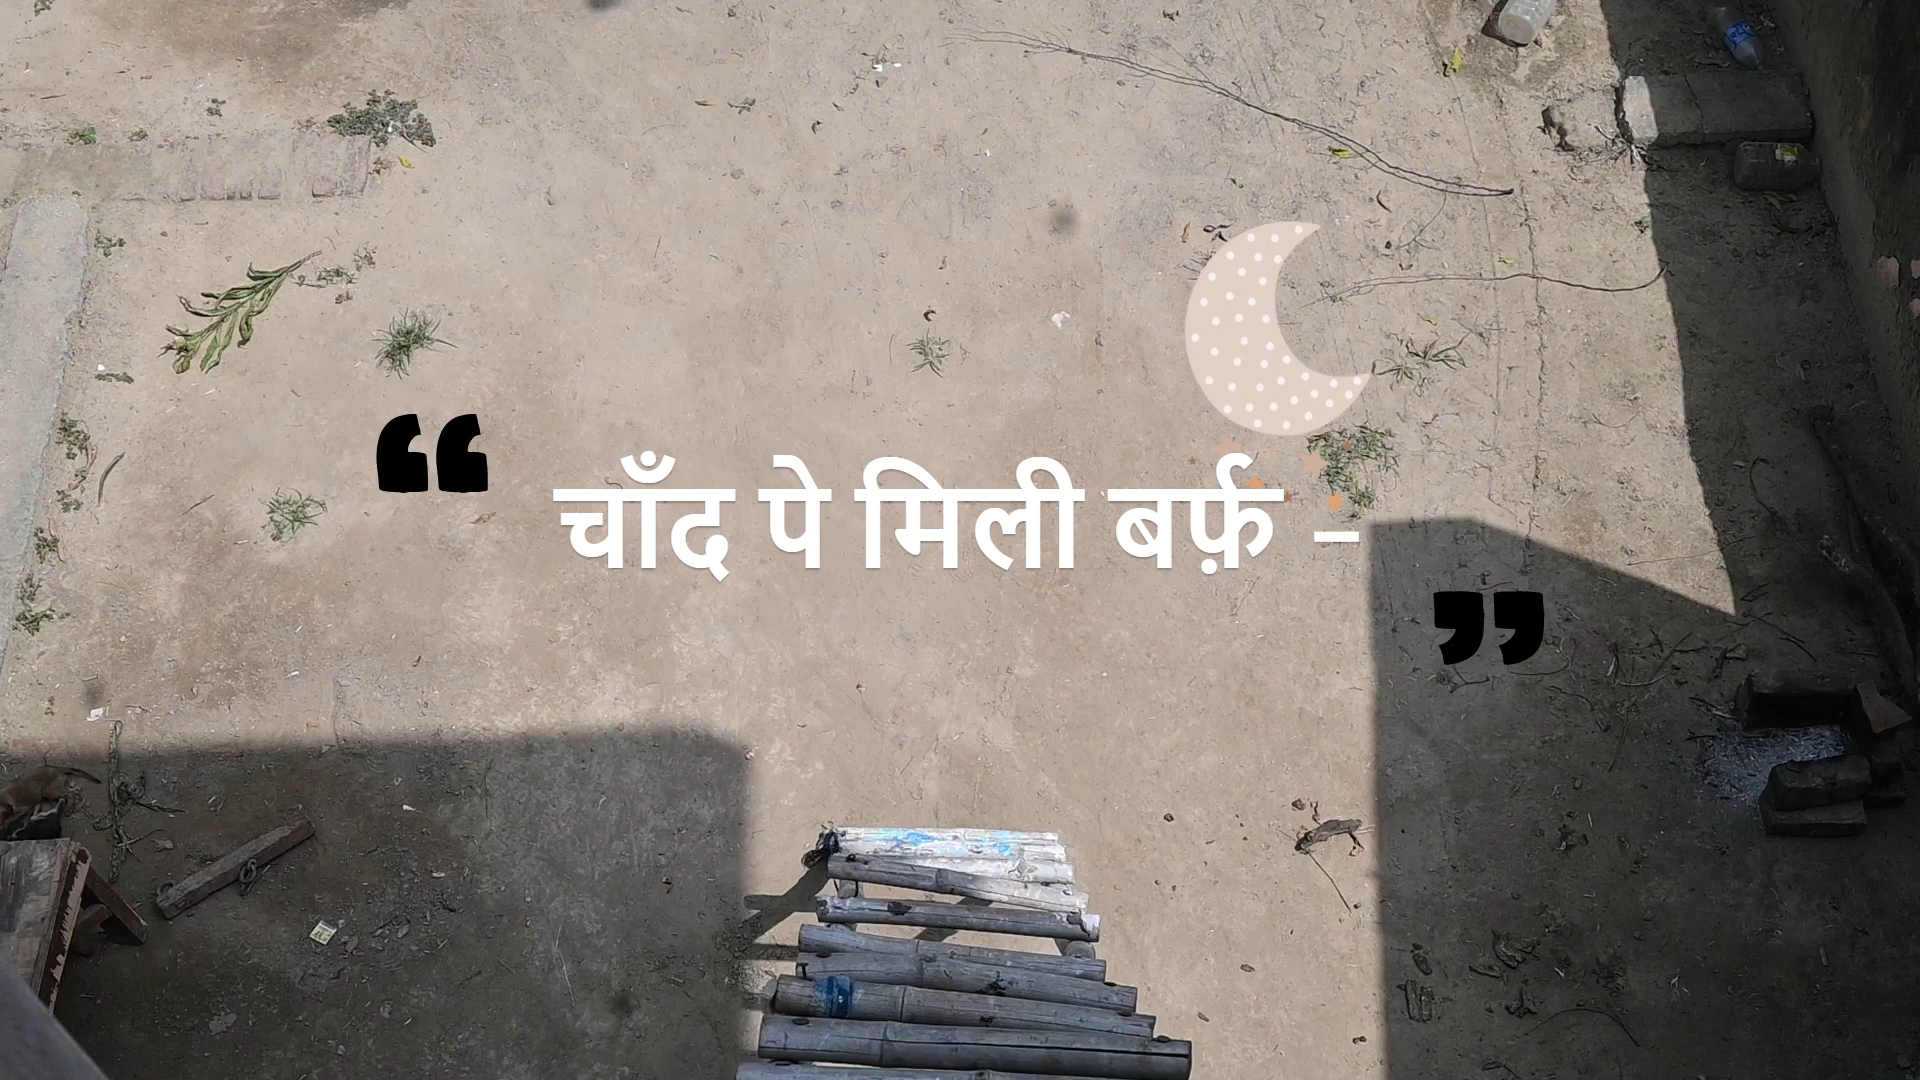 “ चाँद पे मिली बर्फ़ – ”